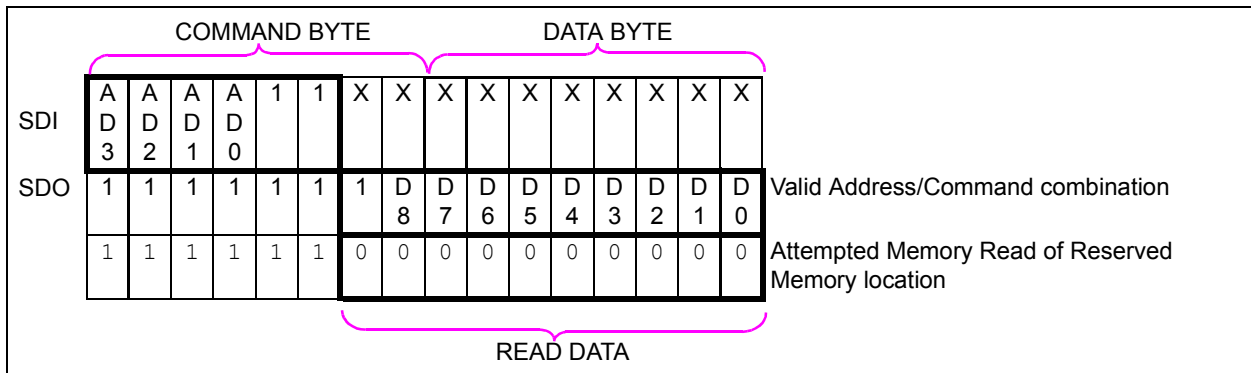 COMMAND BYTE DATA BYTE
SDI A D 3 A D 2 A D 1 A D 0 1 1 X X X X X X X X X X
SDO 1 1 1 1 1 1 1 D 8 D 7 D 6 D 5 D 4 D 3 D 2 D 1 D 0 Valid Address/Command combination
1 1 1 1 1 1 0 0 0 0 0 0 0 0 0 0 Attempted Memory Read of Reserved
Memory location
READ DATA